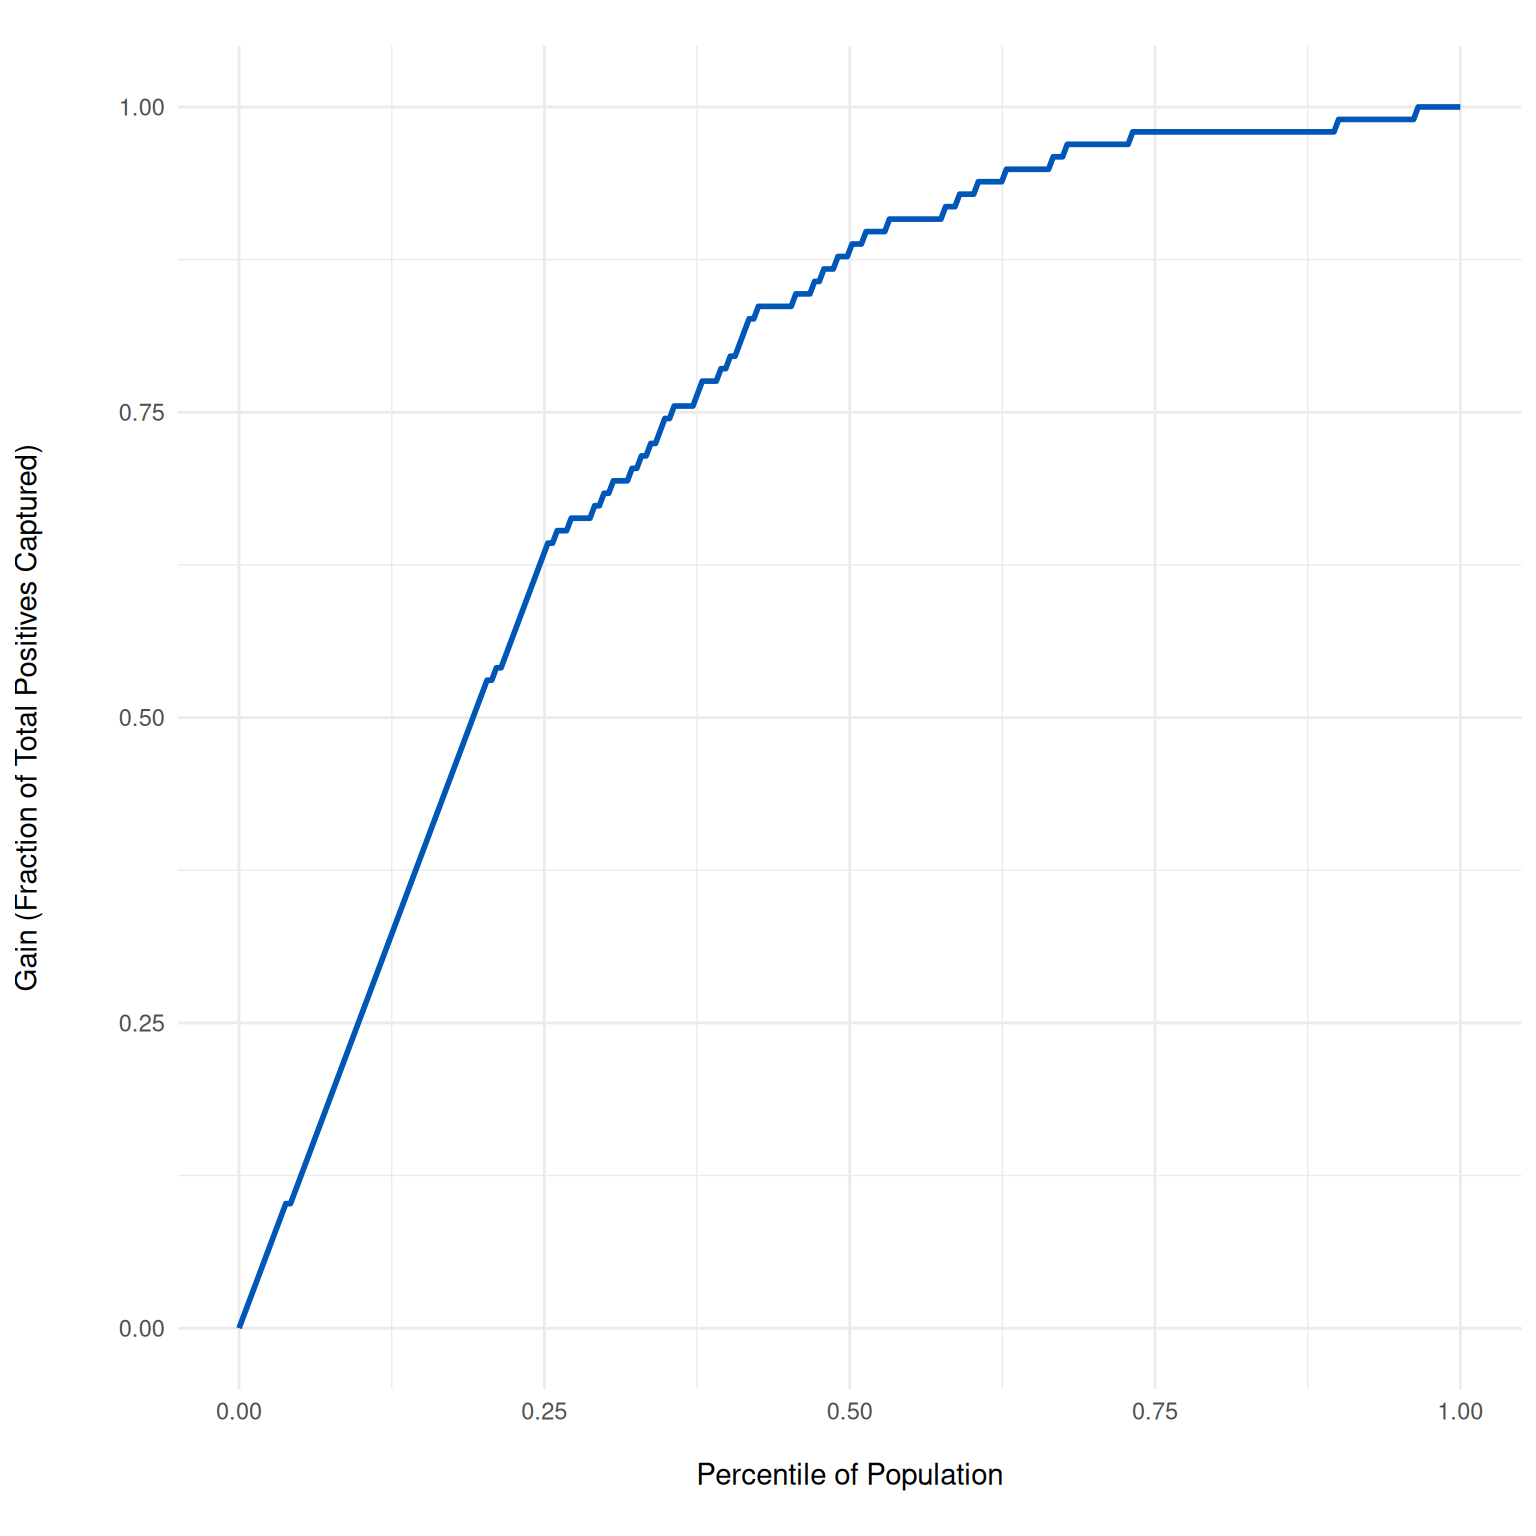 Gain (Fraction of Total Positives Captured)
1.00
0.75
0.50
0.25
0.00
0.00 0.25 0.50 0.75 1.00
Percentile of Population